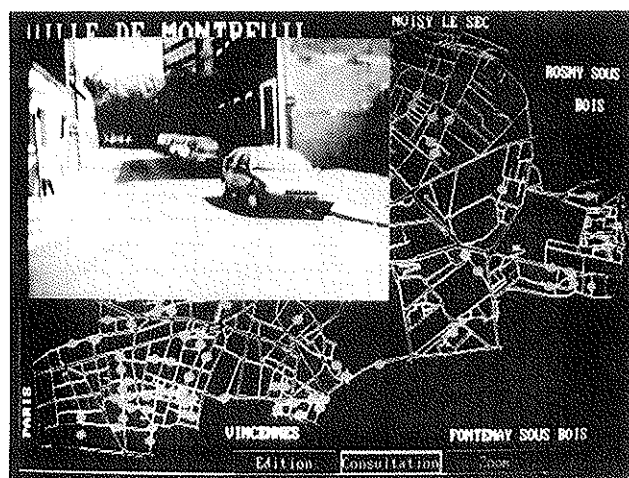 VILLE DE MONTREUIL
NOISY LE SEC
ROSNY SOUS
BOIS
PARIS
VINCENNES
FONTENAY SOUS BOIS
Edition
Consultation
Zoom